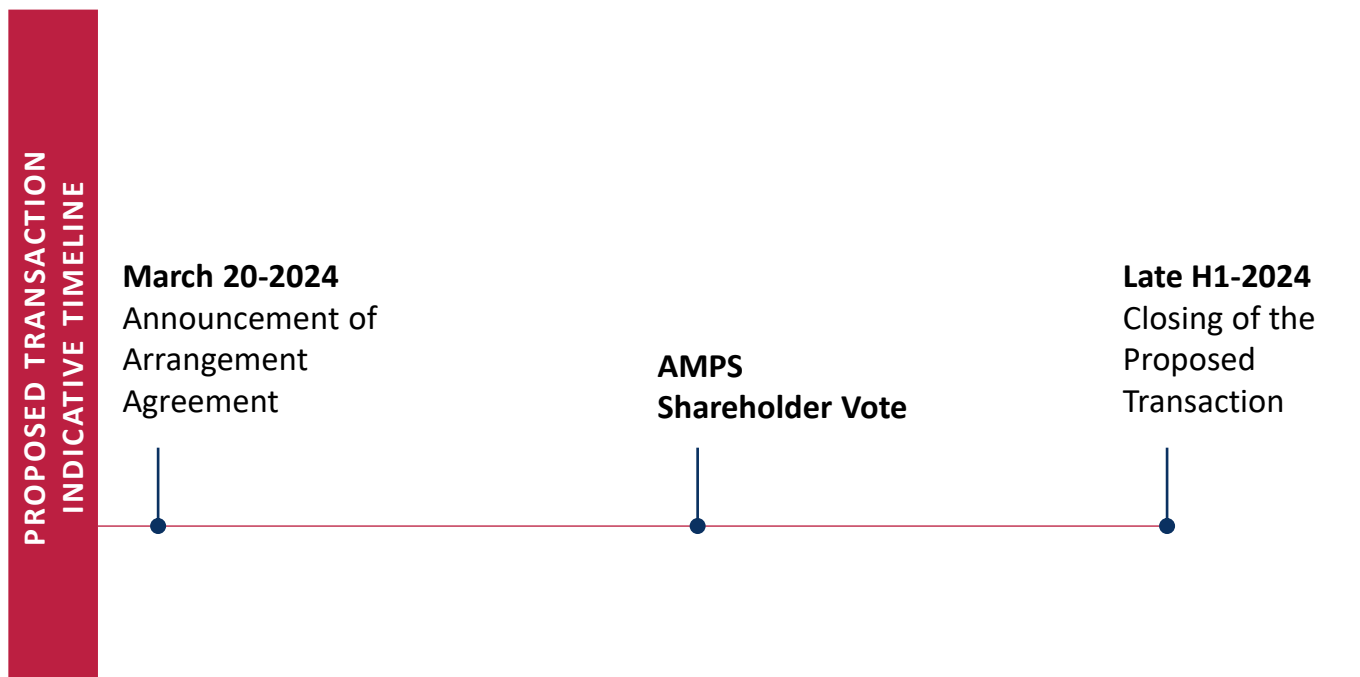 PROPOSED TRANSACTION
INDICATIVE TIMELINE
March 20-2024
Announcement of
Arrangement
Agreement
AMPS
Shareholder Vote
Late H1-2024
Closing of the
Proposed
Transaction